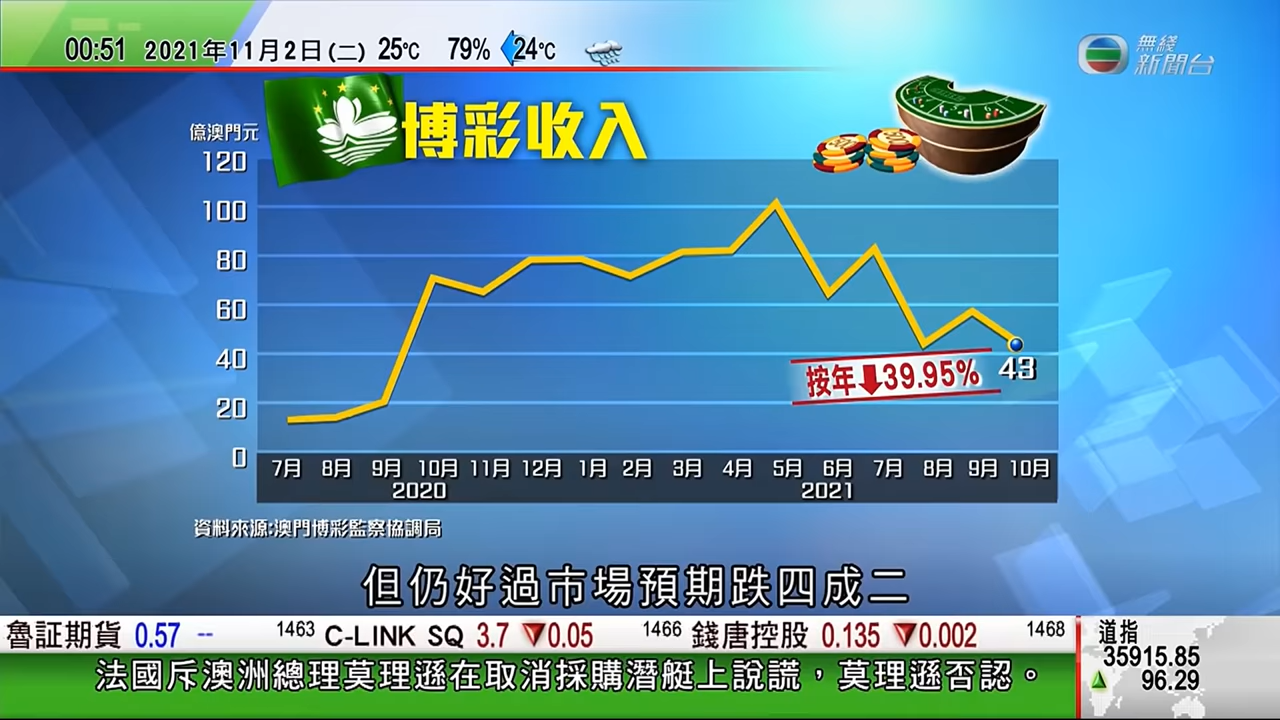 00:51 2021年11月2日(二) 25℃ 79% 24℃
無綫
新聞台
博彩收入
億澳門元
120
100
80
60
40
20
0
按年39.95%
43
7月 8月 9月 10月 11月 12月 1月 2月 3月 4月 5月 6月 7月 8月 9月 10月
2020 2021
資料來源:澳門博彩監察協調局
但仍好過市場預期跌四成二
魯証期貨 0.57 -- 1463 C-LINK SQ 3.7 0.05 1466 錢唐控股 0.135 0.002 1468
道指
35915.85
96.29
法國斥澳洲總理莫理遜在取消採購潛艇上說謊，莫理遜否認。